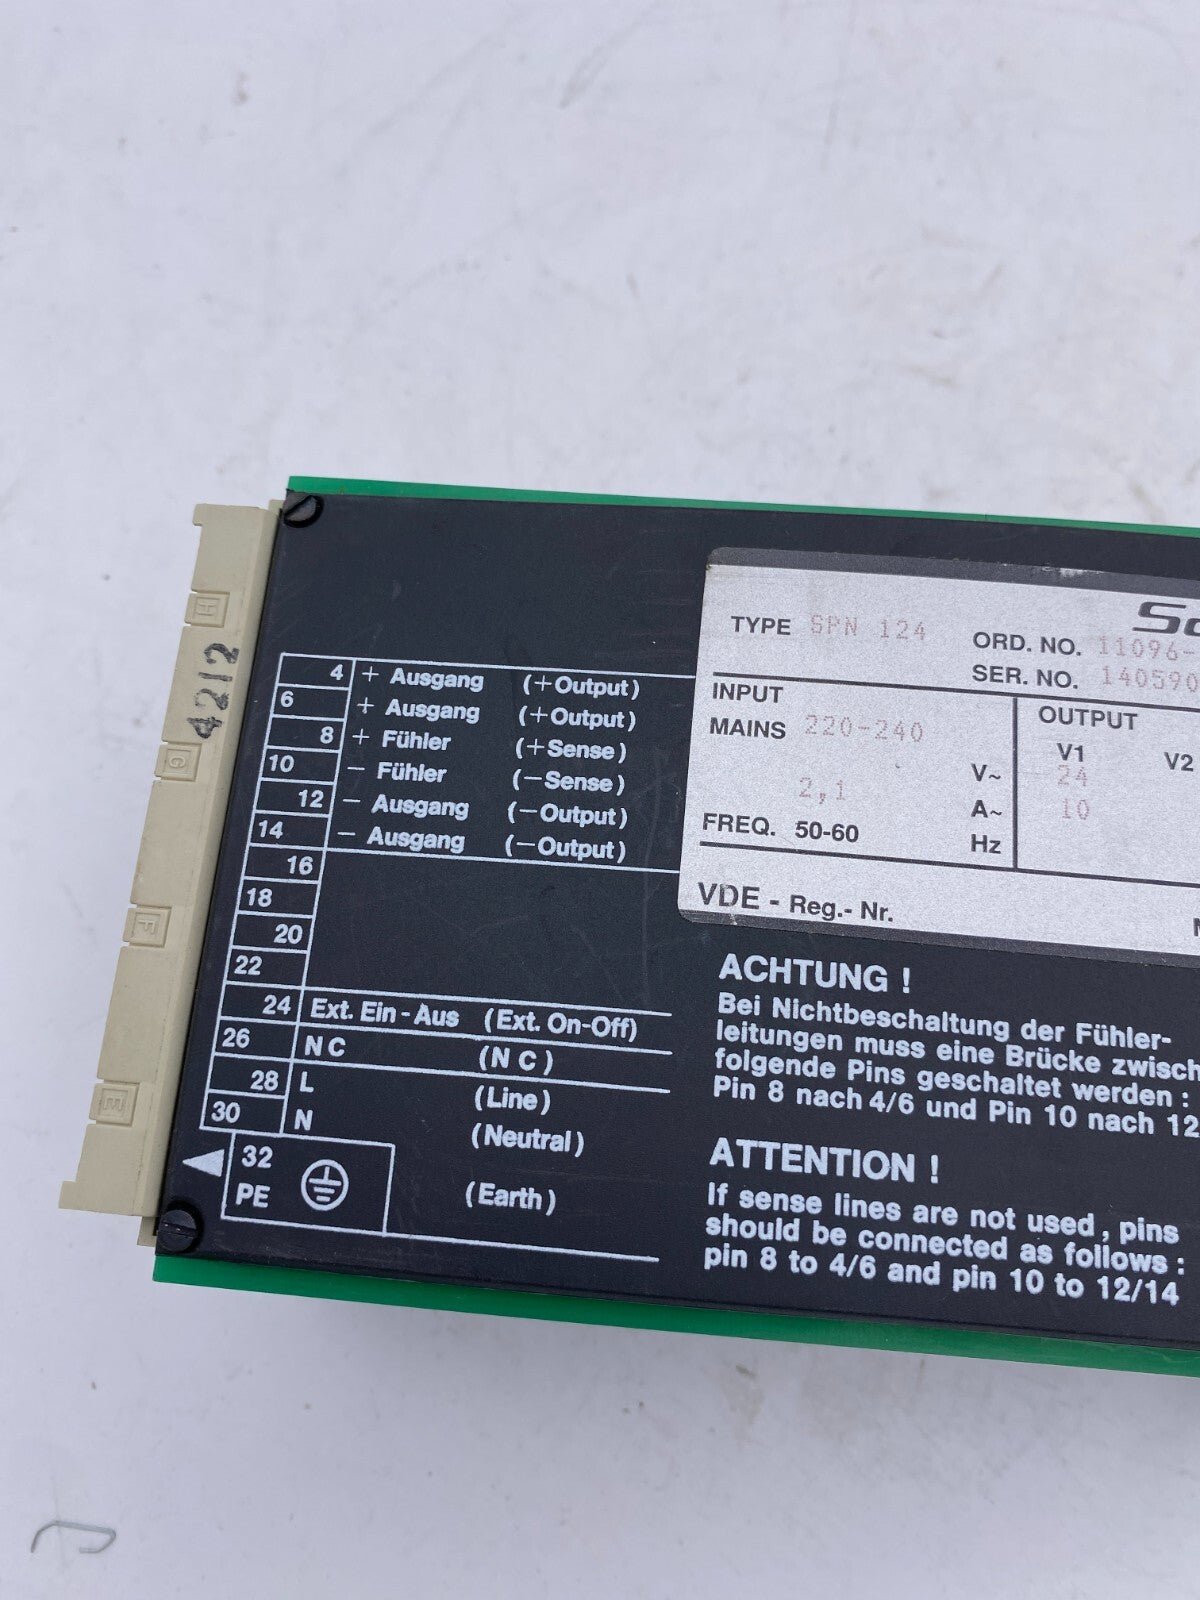 H
4212
G
F
E
4 + Ausgang (+Output)
6 + Ausgang (+Output)
8 + Fühler (+Sense)
10 − Fühler (−Sense)
12 − Ausgang (−Output)
14 − Ausgang (−Output)
16
18
20
22
24 Ext. Ein-Aus (Ext. On-Off)
26 NC (NC)
28 L (Line)
30 N (Neutral)
32
PE (Earth)
TYPE SPN 124
ORD. NO. 11096-
SER. NO. 140590
INPUT
MAINS 220-240
V~
2,1 A~
FREQ. 50-60 Hz
OUTPUT
V1 V2
24
10
VDE - Reg.- Nr.
ACHTUNG !
Bei Nichtbeschaltung der Fühler-
leitungen muss eine Brücke zwisch
folgende Pins geschaltet werden :
Pin 8 nach 4/6 und Pin 10 nach 12
ATTENTION !
If sense lines are not used , pins
should be connected as follows :
pin 8 to 4/6 and pin 10 to 12/14